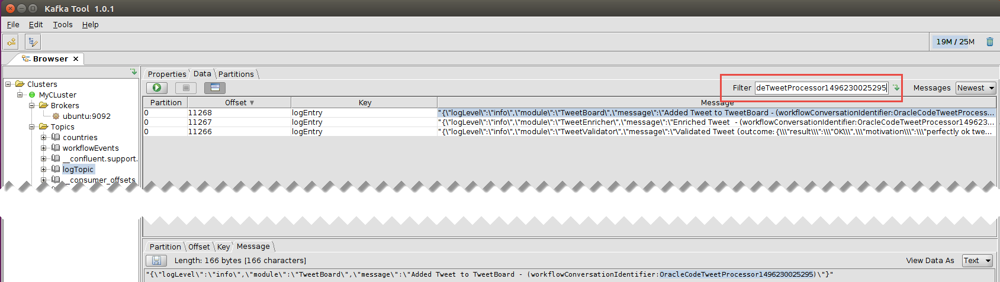 Kafka Tool 1.0.1
File Edit Tools Help
19M / 25M
Browser
Properties Data Partitions
Clusters
Filter deTweetProcessor1496230025295 Messages Newest
MyCLuster
Partition Offset Key Message
Brokers
0 11268 logEntry "{\"logLevel\":\"info\",\"module\":\"TweetBoard\",\"message\":\"Added Tweet to TweetBoard - (workflowConversationIdentifier:OracleCodeTweetProcess...
ubuntu:9092
0 11267 logEntry "{\"logLevel\":\"info\",\"module\":\"TweetEnricher\",\"message\":\"Enriched Tweet - (workflowConversationIdentifier:OracleCodeTweetProcessor149623...
Topics
0 11266 logEntry "{\"logLevel\":\"info\",\"module\":\"TweetValidator\",\"message\":\"Validated Tweet (outcome: {\\\"result\\\":\\\"OK\\\",\\\"motivation\\\":\\\"perfectly ok twe...
countries
workflowEvents
__confluent.support.
logTopic
__consumer_offsets
Partition Offset Key Message
Length: 166 bytes [166 characters] View Data As Text
"{\"logLevel\":\"info\",\"module\":\"TweetBoard\",\"message\":\"Added Tweet to TweetBoard - (workflowConversationIdentifier:OracleCodeTweetProcessor1496230025295)\"}"